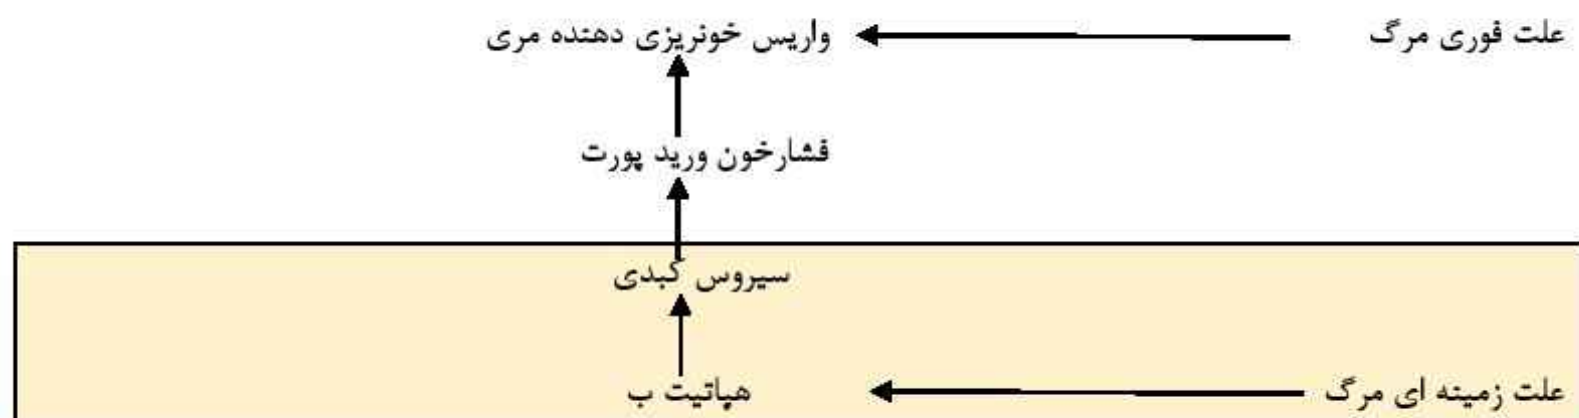 علت فوری مرگ واریس خونریزی دهنده مری
فشارخون ورید پورت
سیروس کبدی
علت زمینه ای مرگ هپاتیت ب